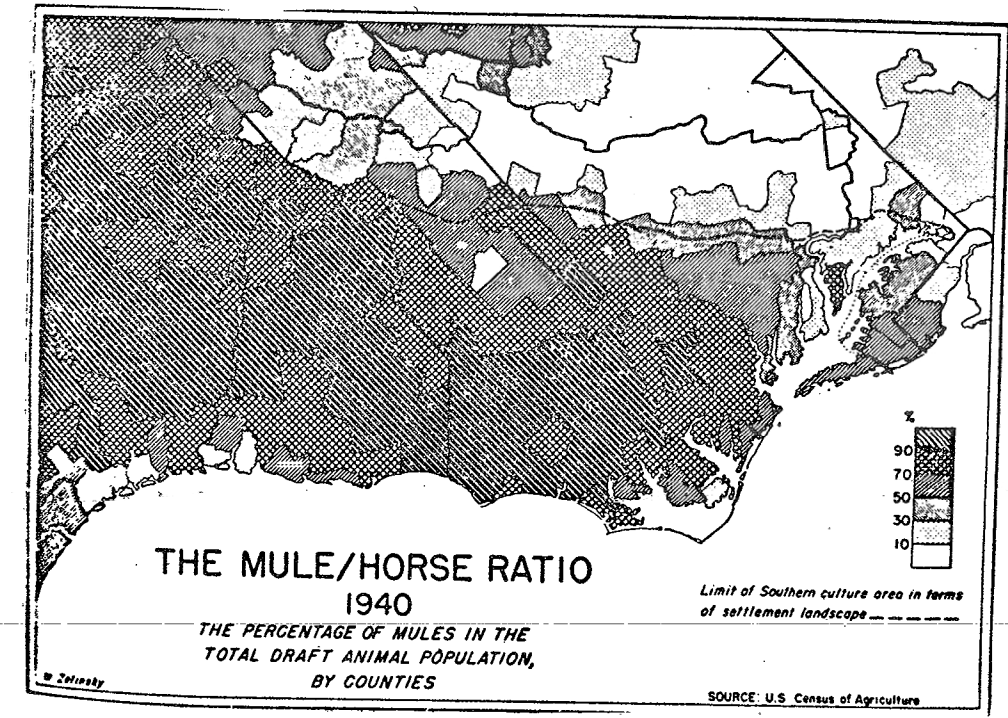 %
90
70
50
30
10
THE MULE/HORSE RATIO
1940
THE PERCENTAGE OF MULES IN THE
TOTAL DRAFT ANIMAL POPULATION,
BY COUNTIES
Limit of Southern culture area in terms
of settlement landscape
W Zelinsky
SOURCE: U.S Census of Agriculture